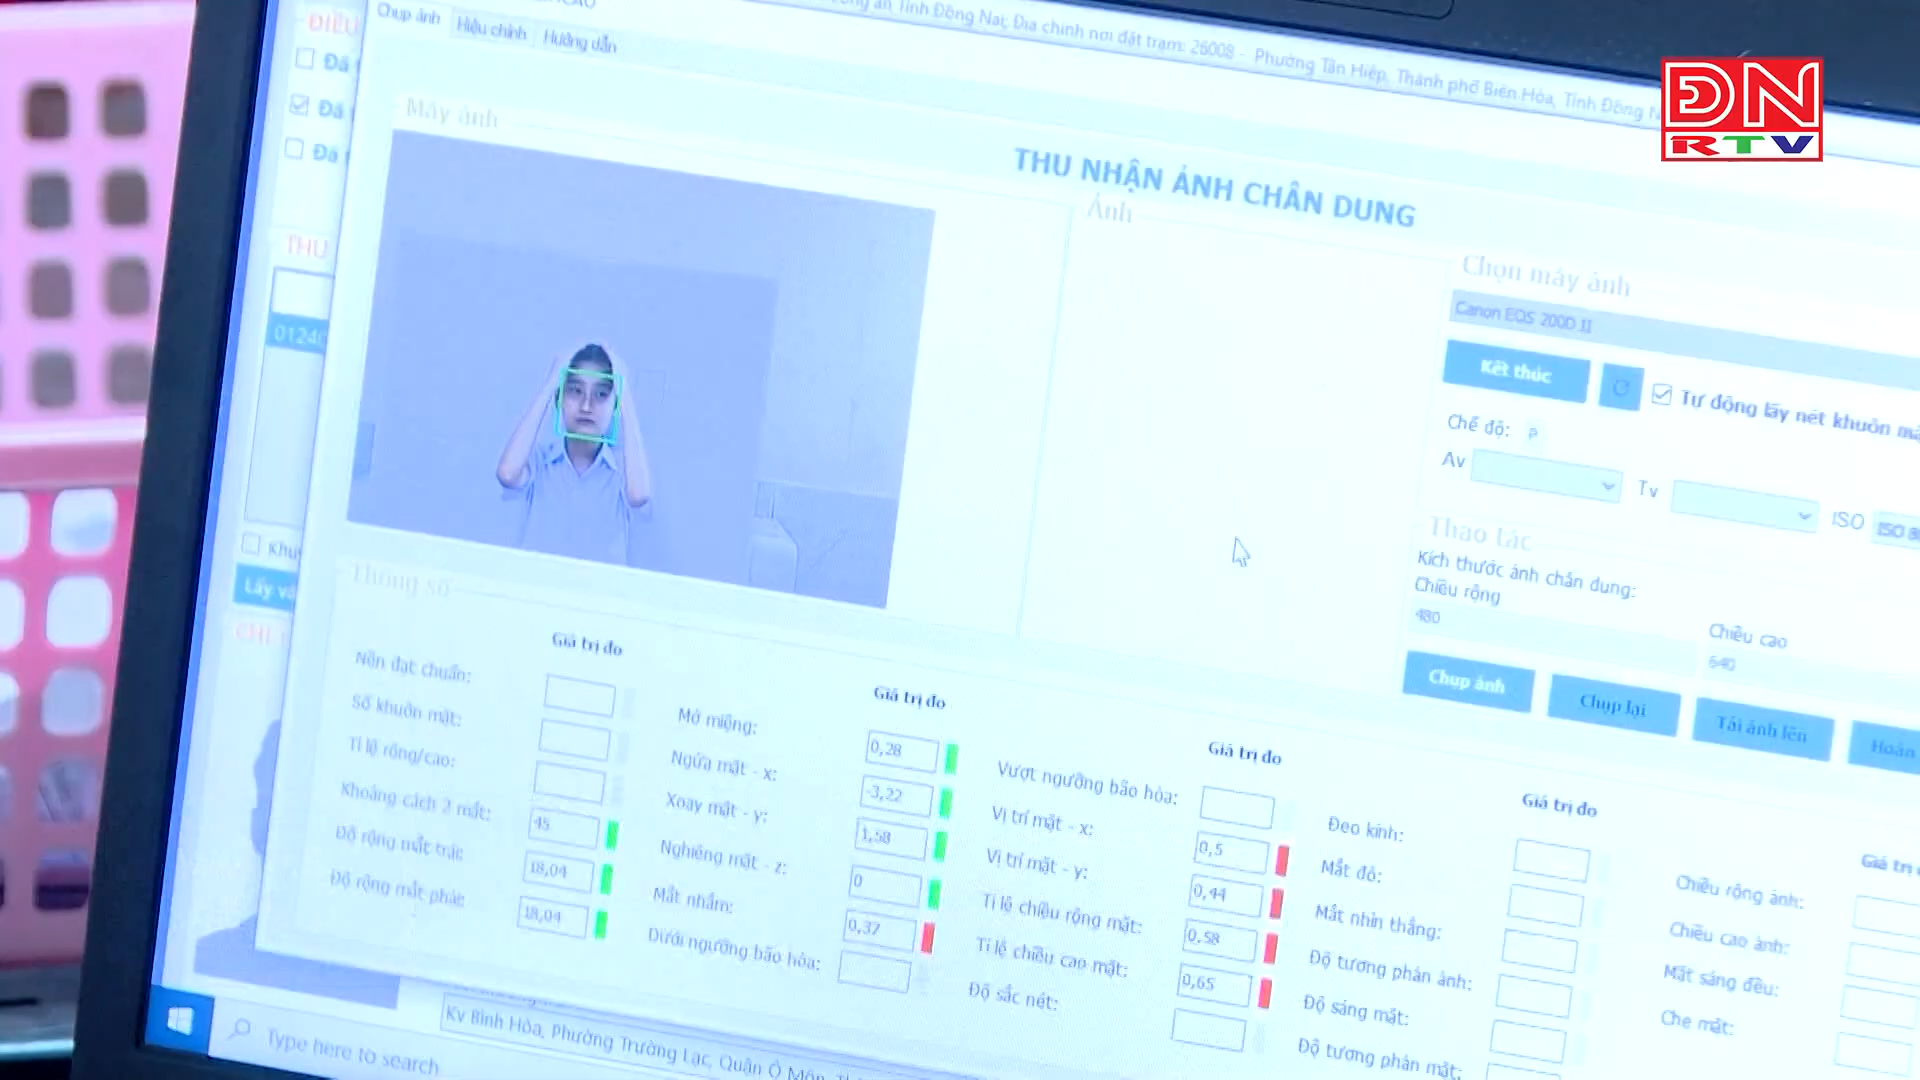 Tỉnh Đồng Nai; Địa chính nơi đặt trạm: 26008 - Phường Tân Hiệp, Thành phố Biên Hòa, Tỉnh Đồng
Chụp ảnh Hiệu chỉnh Hướng dẫn
ĐN
RTV
ĐIỀU
Đã
Đã
Đã
THU
0124
Lấy
CHỈ
Máy ảnh
THU NHẬN ẢNH CHÂN DUNG
Ảnh
Chọn máy ảnh
Canon EOS 200D II
Kết thúc
Tự động lấy nét khuôn
Chế độ: P
Av Tv ISO
Thao tác
Kích thước ảnh chân dung:
Chiều rộng
480
Chiều cao
640
Chụp ảnh Chụp lại Tải ảnh lên Hoàn
Thông số
Giá trị đo
Nền đạt chuẩn:
Số khuôn mặt:
Tỉ lệ rộng/cao:
Khoảng cách 2 mắt: 45
Độ rộng mắt trái: 18,04
Độ rộng mắt phải: 18,04
Giá trị đo
Mở miệng: 0,28
Ngửa mặt - x: -3,22
Xoay mặt - y: 1,58
Nghiêng mặt - z: 0
Mắt nhắm: 0,37
Dưới ngưỡng bão hòa:
Giá trị đo
Vượt ngưỡng bão hòa:
Vị trí mặt - x: 0,5
Vị trí mặt - y: 0,44
Tỉ lệ chiều rộng mặt: 0,58
Tỉ lệ chiều cao mặt: 0,65
Độ sắc nét:
Giá trị đo
Đeo kính:
Mắt đỏ:
Mắt nhìn thẳng:
Độ tương phản ảnh:
Độ sáng mặt:
Độ tương phản mặt:
Giá trị
Chiều rộng ảnh:
Chiều cao ảnh:
Mặt sáng đều:
Che mặt:
Kv Bình Hòa, Phường Trường Lạc, Quận Ô Môn,
Type here to search